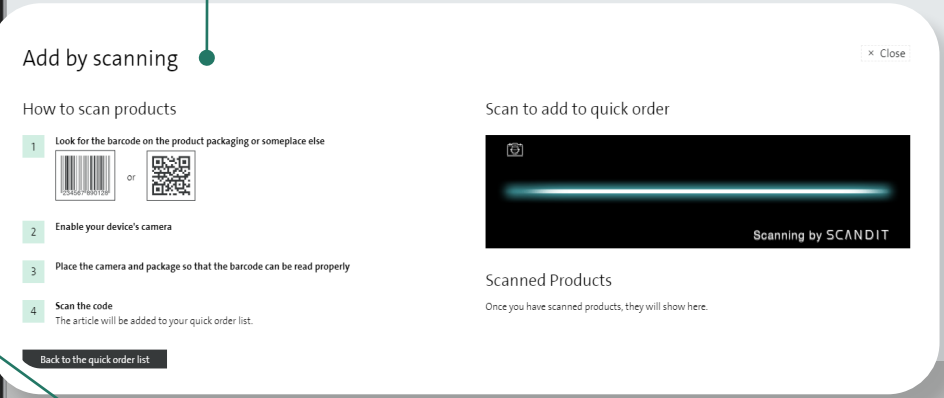 Add by scanning
× Close
How to scan products
1 Look for the barcode on the product packaging or someplace else
*234567*890128*
or
2 Enable your device's camera
3 Place the camera and package so that the barcode can be read properly
4 Scan the code
The article will be added to your quick order list.
Back to the quick order list
Scan to add to quick order
Scanning by SCANDIT
Scanned Products
Once you have scanned products, they will show here.